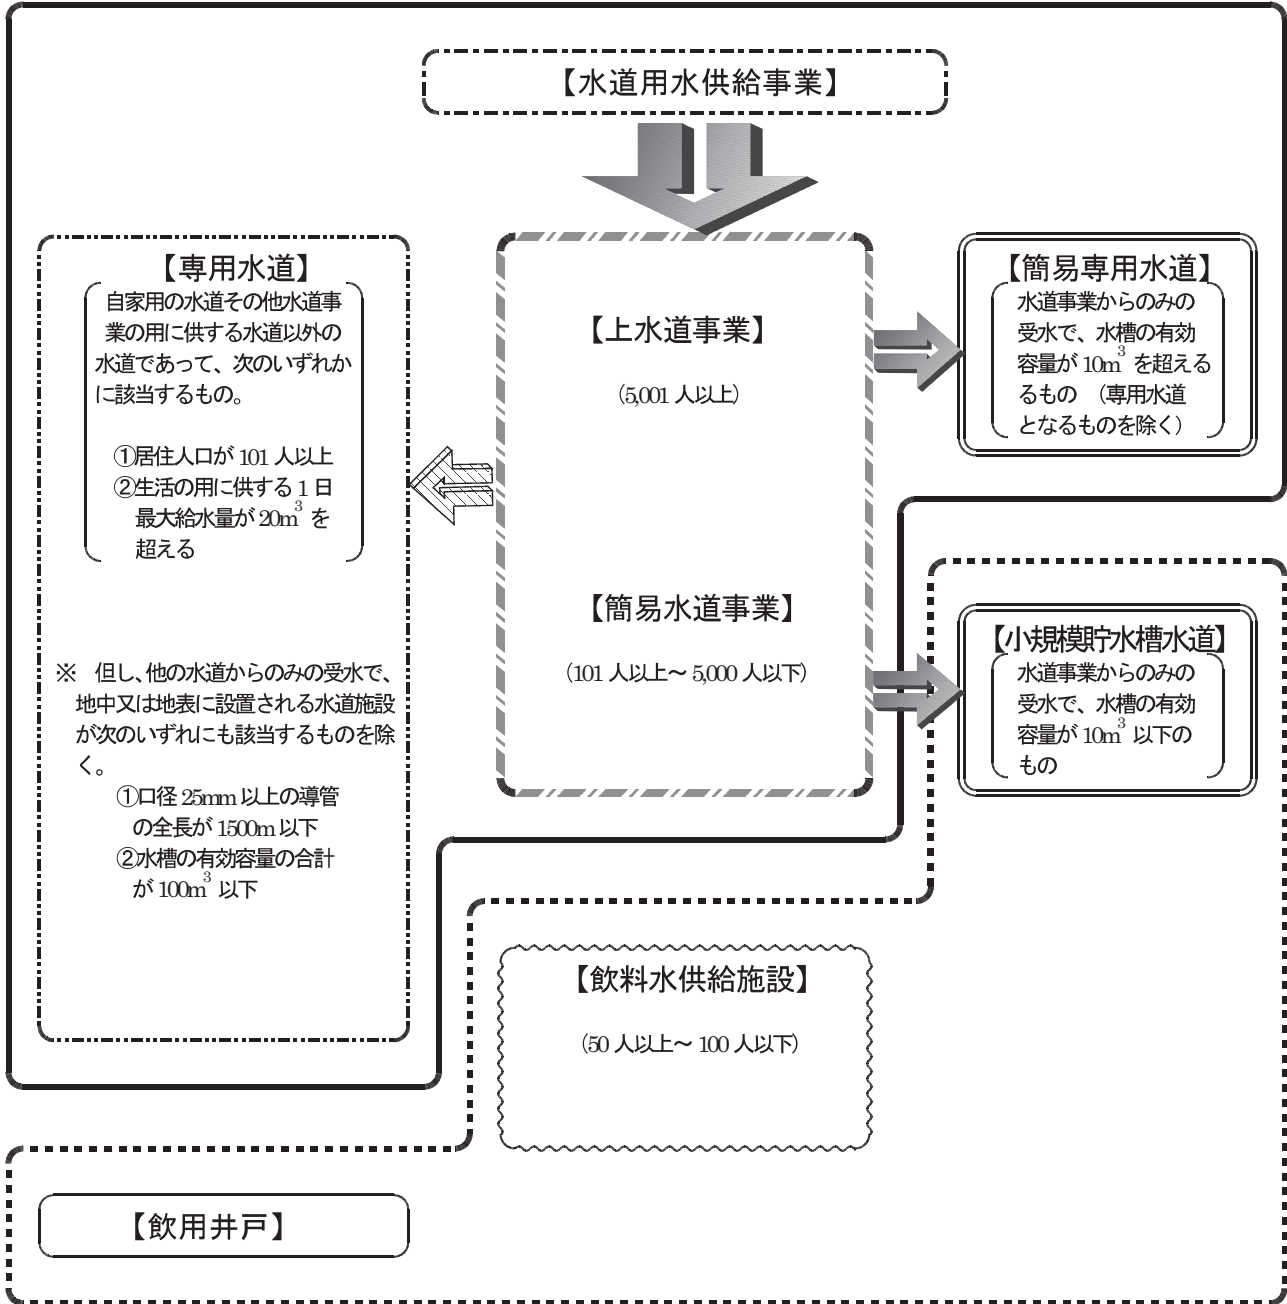 【水道用水供給事業】
【専用水道】
自家用の水道その他水道事
業の用に供する水道以外の
水道であって、次のいずれか
に該当するもの。
①居住人口が 101 人以上
②生活の用に供する 1 日
最大給水量が 20m³ を
超える
※ 但し、他の水道からのみの受水で、
地中又は地表に設置される水道施設
が次のいずれにも該当するものを除
く。
①口径 25mm 以上の導管
の全長が 1500m 以下
②水槽の有効容量の合計
が 100m³ 以下
【上水道事業】
（5,001 人以上）
【簡易水道事業】
（101 人以上～ 5,000 人以下）
【簡易専用水道】
水道事業からのみの
受水で、水槽の有効
容量が 10m³ を超える
るもの （専用水道
となるものを除く）
【小規模貯水槽水道】
水道事業からのみの
受水で、水槽の有効
容量が 10m³ 以下の
もの
【飲料水供給施設】
（50 人以上～ 100 人以下）
【飲用井戸】